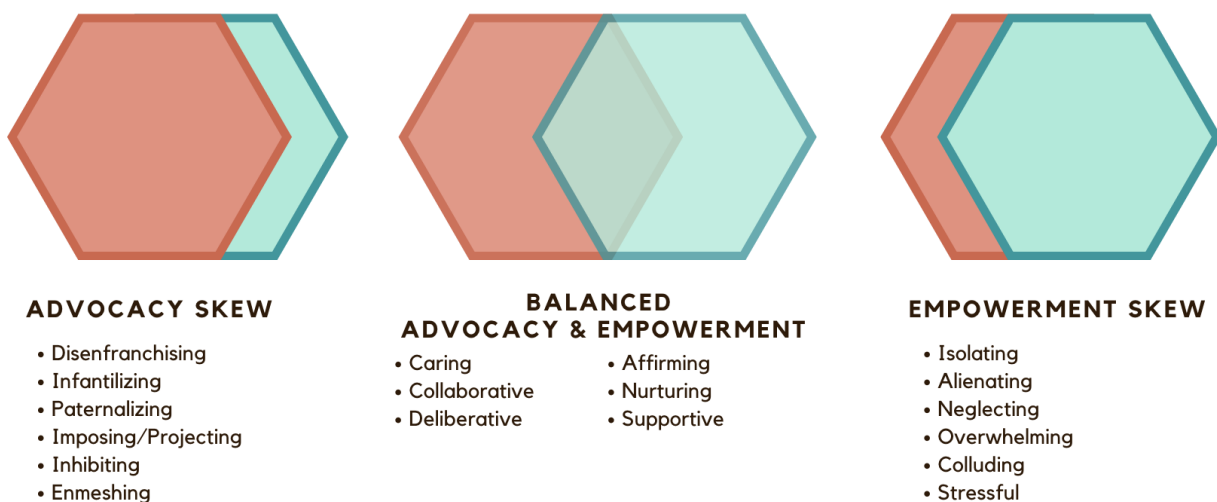 ADVOCACY SKEW
• Disenfranchising
• Infantilizing
• Paternalizing
• Imposing/Projecting
• Inhibiting
• Enmeshing
BALANCED
ADVOCACY & EMPOWERMENT
• Caring
• Collaborative
• Deliberative
• Affirming
• Nurturing
• Supportive
EMPOWERMENT SKEW
• Isolating
• Alienating
• Neglecting
• Overwhelming
• Colluding
• Stressful